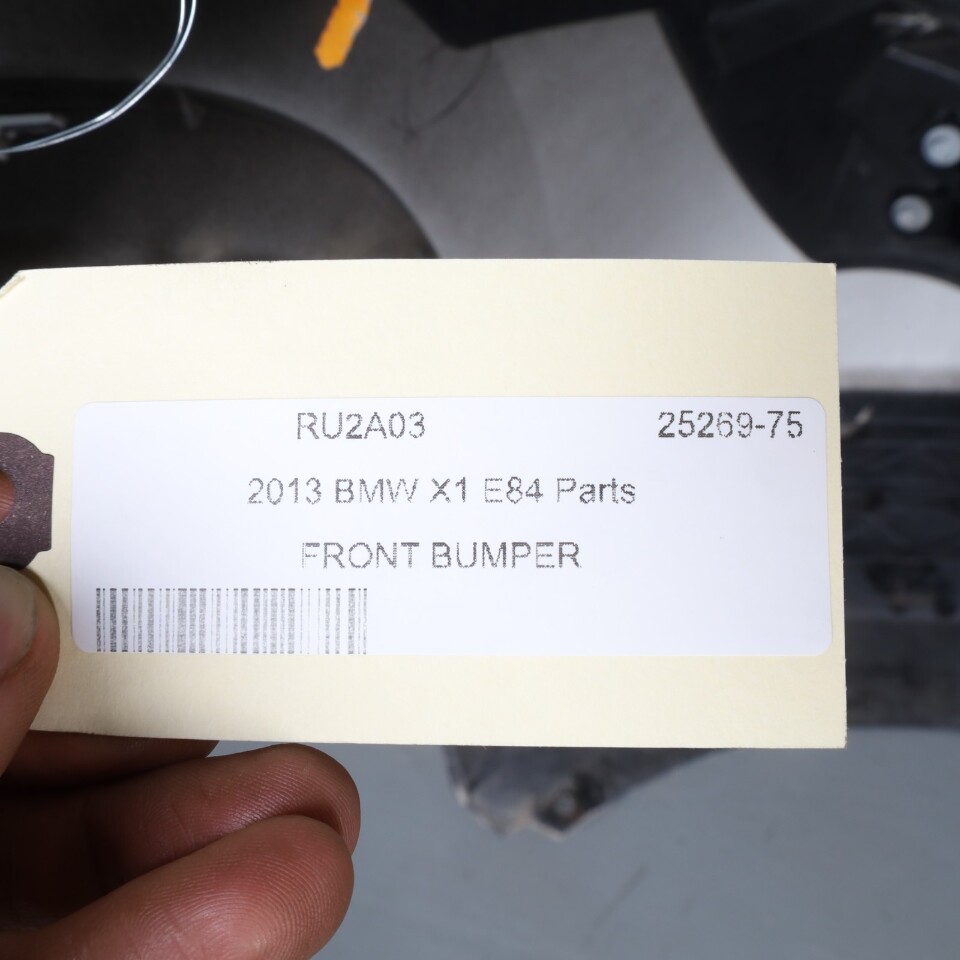 RU2A03 25269-75
2013 BMW X1 E84 Parts
FRONT BUMPER